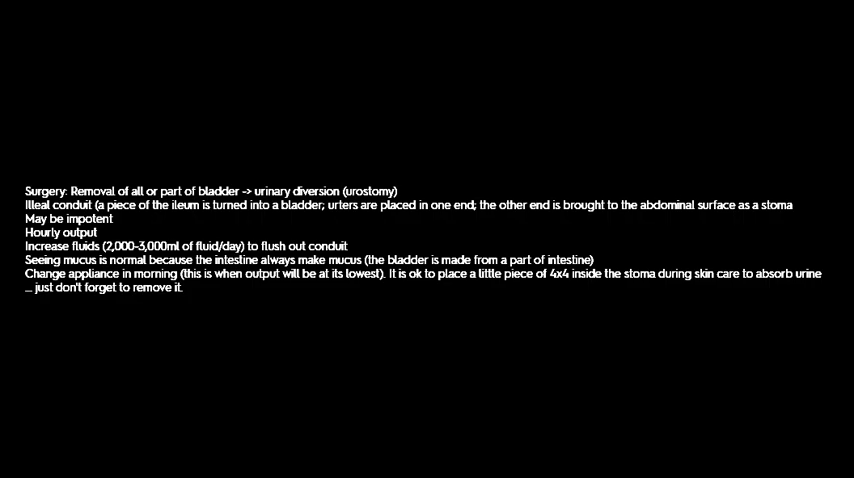 Surgery: Removal of all or part of bladder -> urinary diversion (urostomy)
Illeal conduit (a piece of the ileum is turned into a bladder; urters are placed in one end; the other end is brought to the abdominal surface as a stoma
May be impotent
Hourly output
Increase fluids (2,000-3,000ml of fluid/day) to flush out conduit
Seeing mucus is normal because the intestine always make mucus (the bladder is made from a part of intestine)
Change appliance in morning (this is when output will be at its lowest). It is ok to place a little piece of 4x4 inside the stoma during skin care to absorb urine
... just don't forget to remove it.